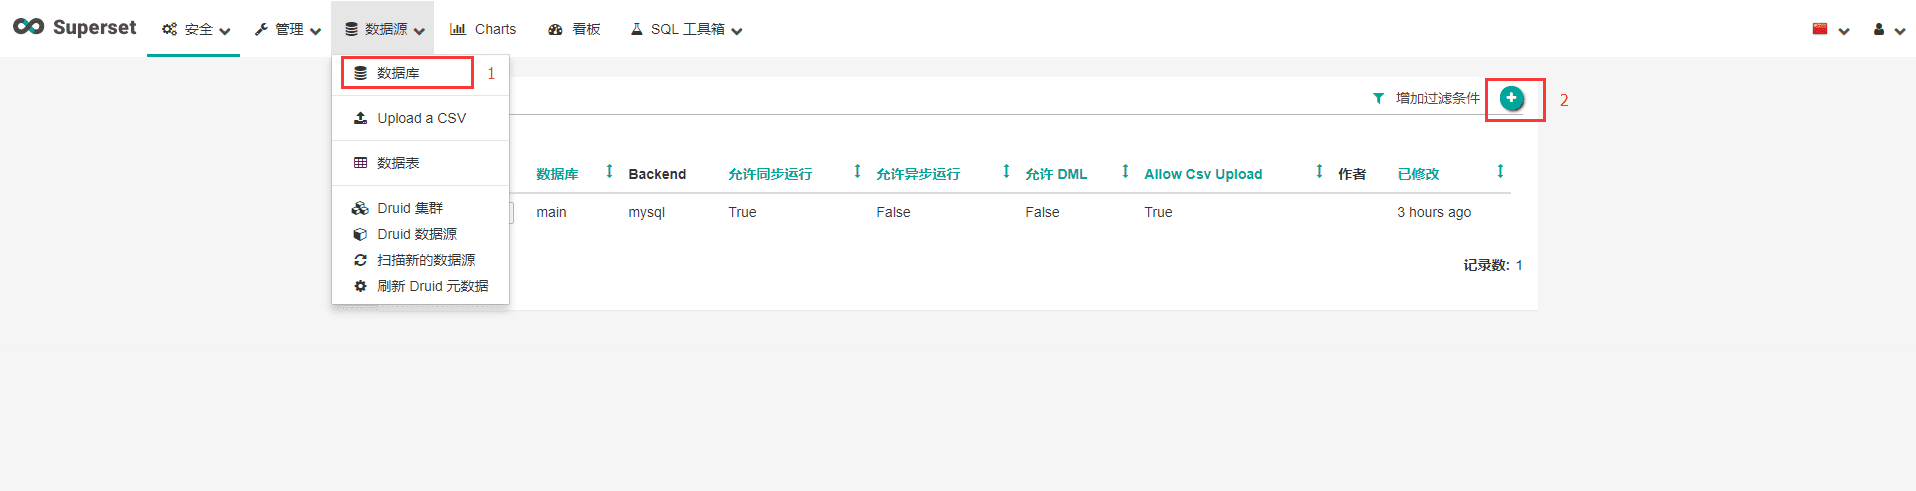 Superset 安全 管理 数据源 Charts 看板 SQL 工具箱
数据库 1
增加过滤条件 2
Upload a CSV
数据表
数据库 Backend 允许同步运行 允许异步运行 允许 DML Allow Csv Upload 作者 已修改
Druid 集群
main mysql True False False True 3 hours ago
Druid 数据源
扫描新的数据源
记录数: 1
刷新 Druid 元数据